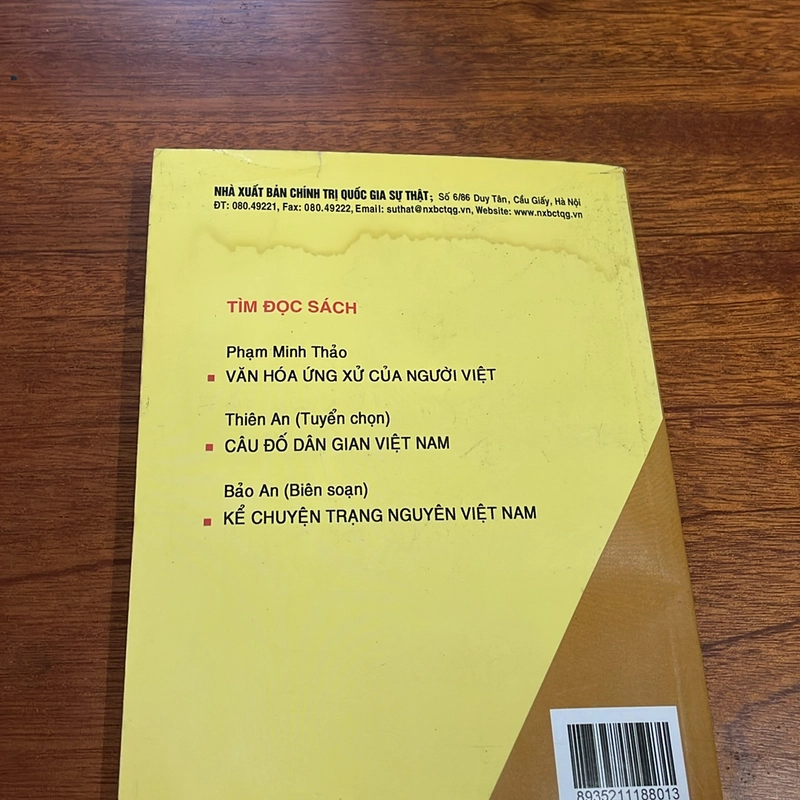 NHÀ XUẤT BẢN CHÍNH TRỊ QUỐC GIA SỰ THẬT; Số 6/86 Duy Tân, Cầu Giấy, Hà Nội
ĐT: 080.49221, Fax: 080.49222, Email: suthat@nxbctqg.vn, Website: www.nxbctqg.vn
TÌM ĐỌC SÁCH
Phạm Minh Thảo
VĂN HÓA ỨNG XỬ CỦA NGƯỜI VIỆT
Thiên An (Tuyển chọn)
CÂU ĐỐ DÂN GIAN VIỆT NAM
Bảo An (Biên soạn)
KỂ CHUYỆN TRẠNG NGUYÊN VIỆT NAM
8935211188013